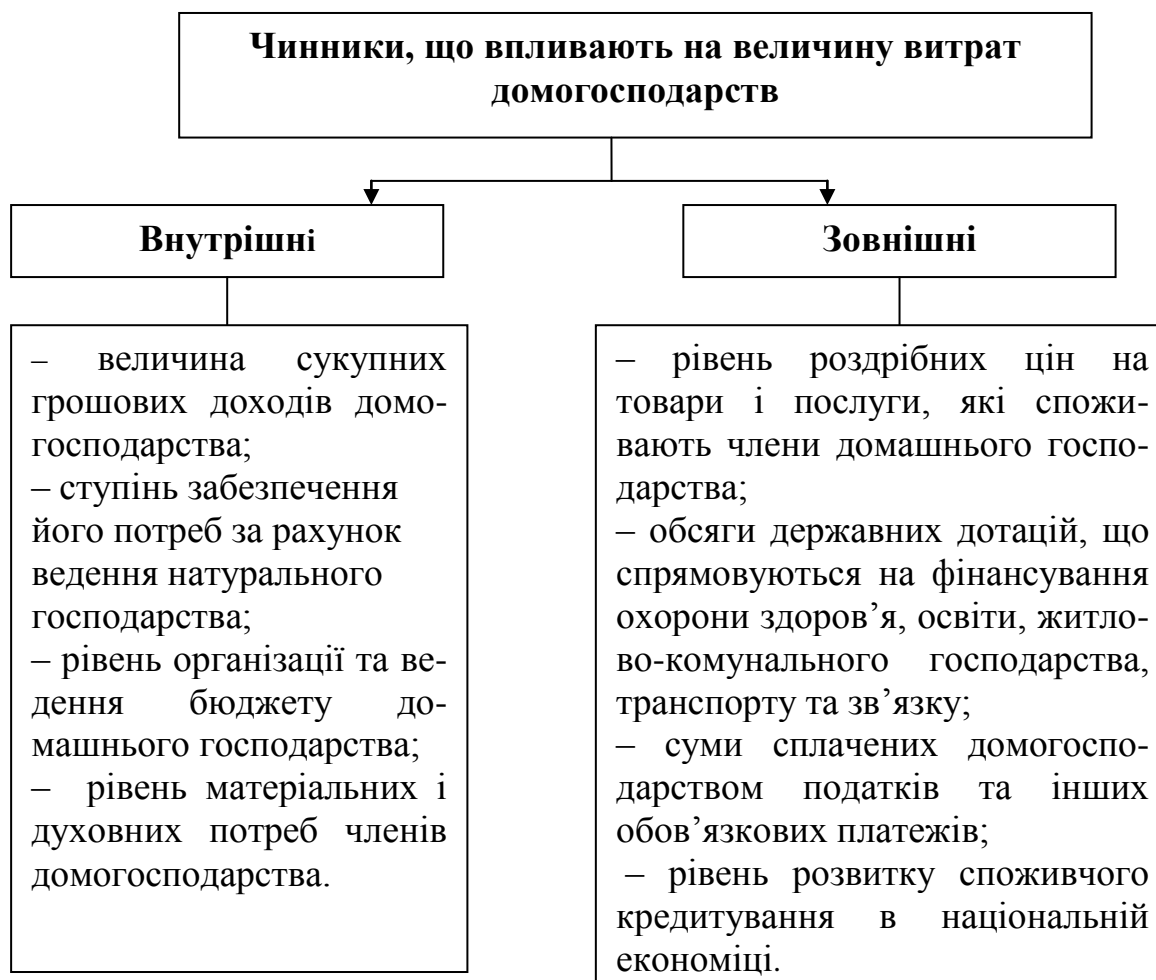 Чинники, що впливають на величину витрат
домогосподарств
Внутрішні
Зовнішні
– величина сукупних
грошових доходів домо-
господарства;
– ступінь забезпечення
його потреб за рахунок
ведення натурального
господарства;
– рівень організації та ве-
дення бюджету до-
машнього господарства;
– рівень матеріальних і
духовних потреб членів
домогосподарства.
– рівень роздрібних цін на
товари і послуги, які спожи-
вають члени домашнього госпо-
дарства;
– обсяги державних дотацій, що
спрямовуються на фінансування
охорони здоров’я, освіти, житло-
во-комунального господарства,
транспорту та зв’язку;
– суми сплачених домогоспо-
дарством податків та інших
обов’язкових платежів;
– рівень розвитку споживчого
кредитування в національній
економіці.